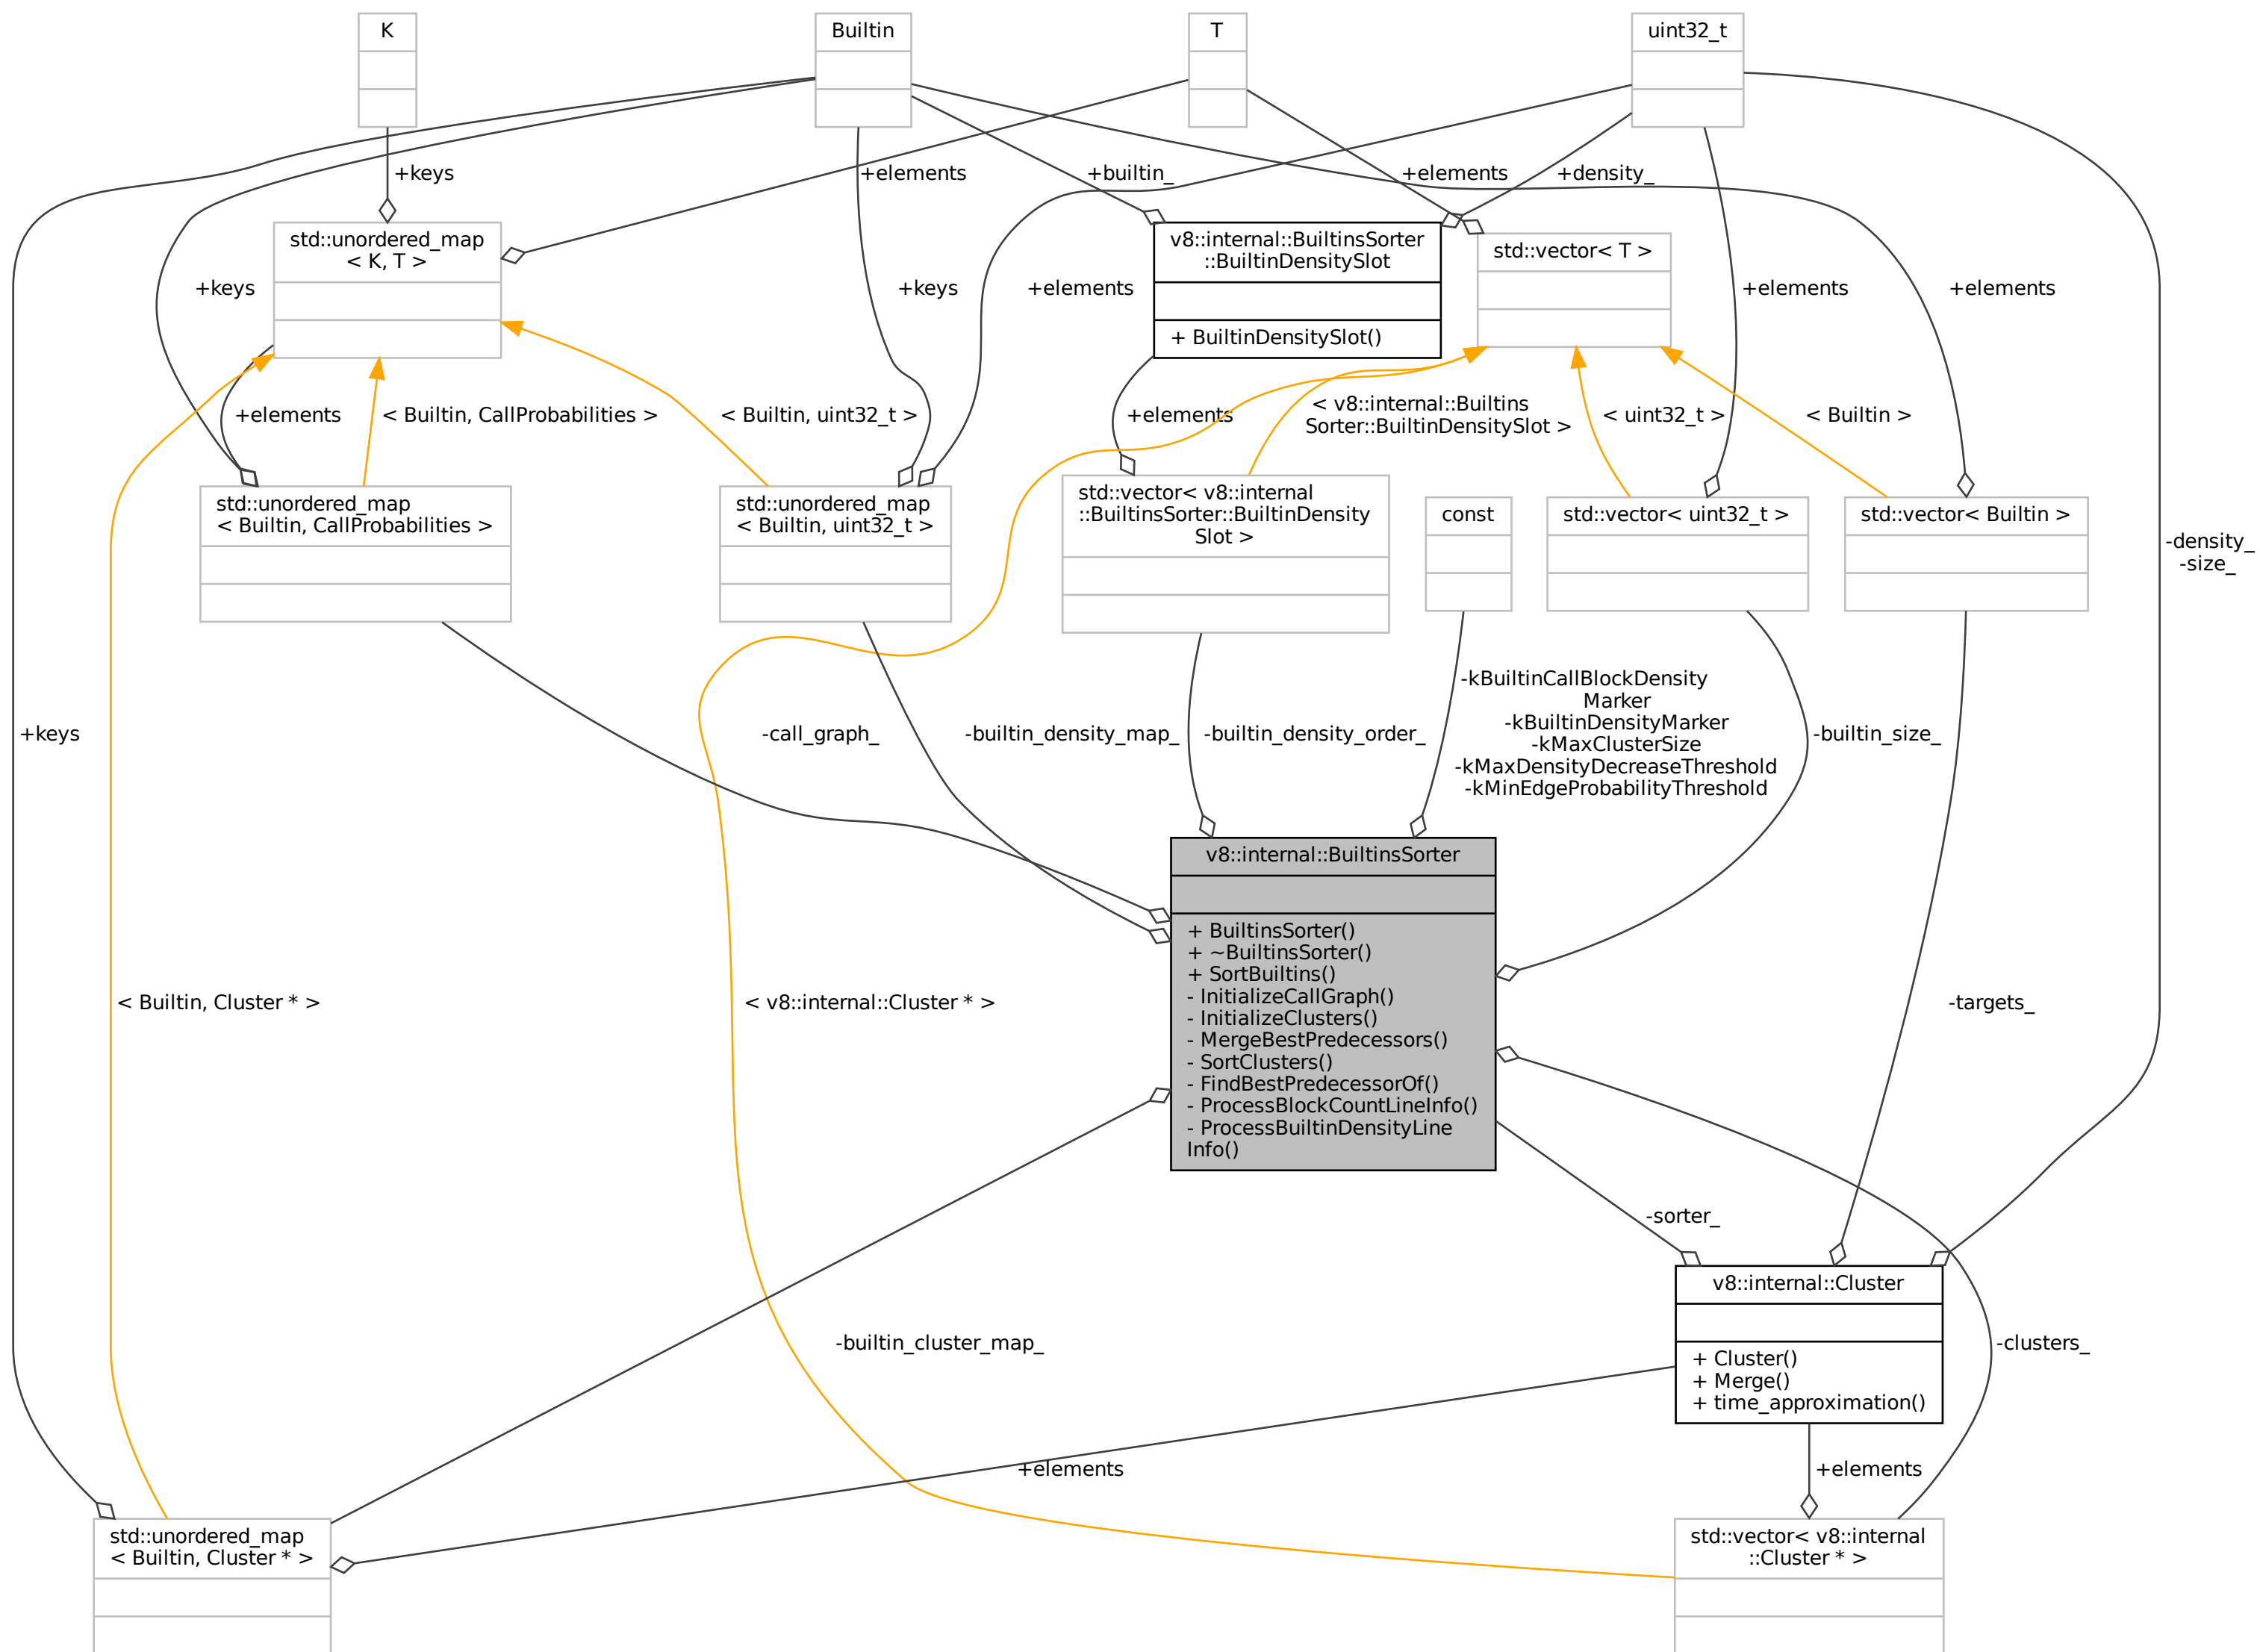 K
Builtin
T
uint32_t
+keys
+elements
+builtin_
+elements
+density_
std::unordered_map
< K, T >
v8::internal::BuiltinsSorter
::BuiltinDensitySlot
+ BuiltinDensitySlot()
std::vector< T >
+keys
+keys
+elements
+elements
+elements
+elements
< Builtin, CallProbabilities >
< Builtin, uint32_t >
+elements
< v8::internal::Builtins
Sorter::BuiltinDensitySlot >
< uint32_t >
< Builtin >
std::unordered_map
< Builtin, CallProbabilities >
std::unordered_map
< Builtin, uint32_t >
std::vector< v8::internal
::BuiltinsSorter::BuiltinDensity
Slot >
const
std::vector< uint32_t >
std::vector< Builtin >
-density_
-size_
+keys
-call_graph_
-builtin_density_map_
-builtin_density_order_
-kBuiltinCallBlockDensity
Marker
-kBuiltinDensityMarker
-kMaxClusterSize
-kMaxDensityDecreaseThreshold
-kMinEdgeProbabilityThreshold
-builtin_size_
v8::internal::BuiltinsSorter
+ BuiltinsSorter()
+ ~BuiltinsSorter()
+ SortBuiltins()
- InitializeCallGraph()
- InitializeClusters()
- MergeBestPredecessors()
- SortClusters()
- FindBestPredecessorOf()
- ProcessBlockCountLineInfo()
- ProcessBuiltinDensityLine
Info()
< Builtin, Cluster * >
< v8::internal::Cluster * >
-targets_
-sorter_
v8::internal::Cluster
+ Cluster()
+ Merge()
+ time_approximation()
-builtin_cluster_map_
-clusters_
+elements
+elements
std::unordered_map
< Builtin, Cluster * >
std::vector< v8::internal
::Cluster * >